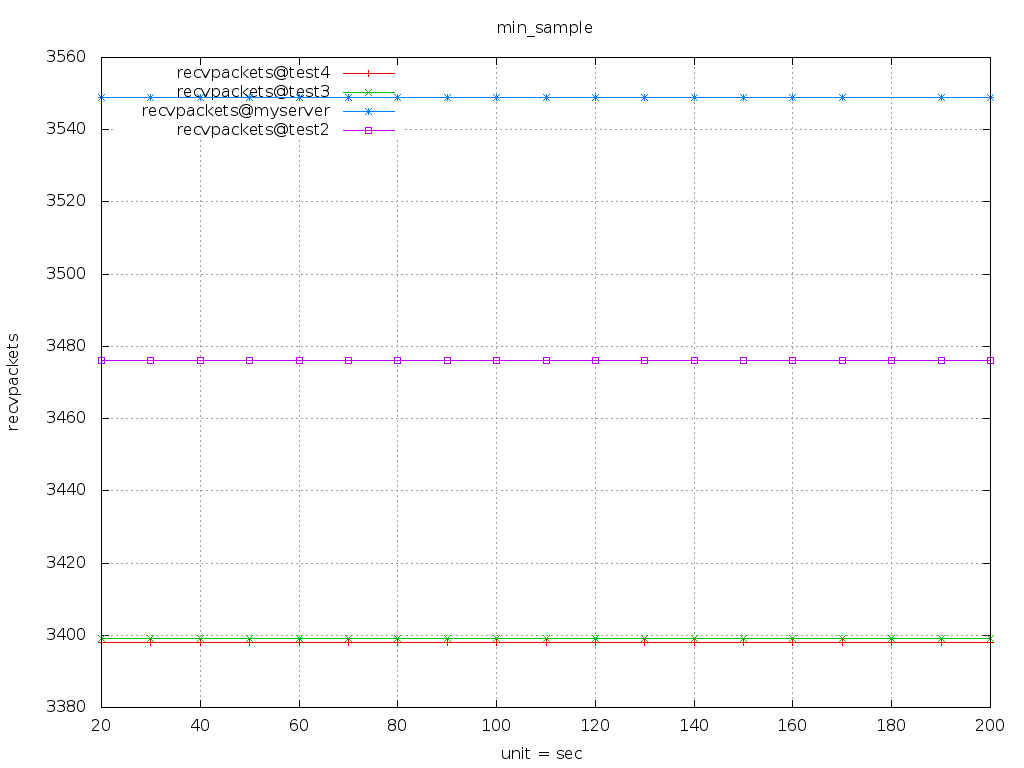 min_sample
3560
3540
3520
3500
3480
3460
3440
3420
3400
3380
recvpackets
recvpackets@test4
recvpackets@test3
recvpackets@myserver
recvpackets@test2
20 40 60 80 100 120 140 160 180 200
unit = sec